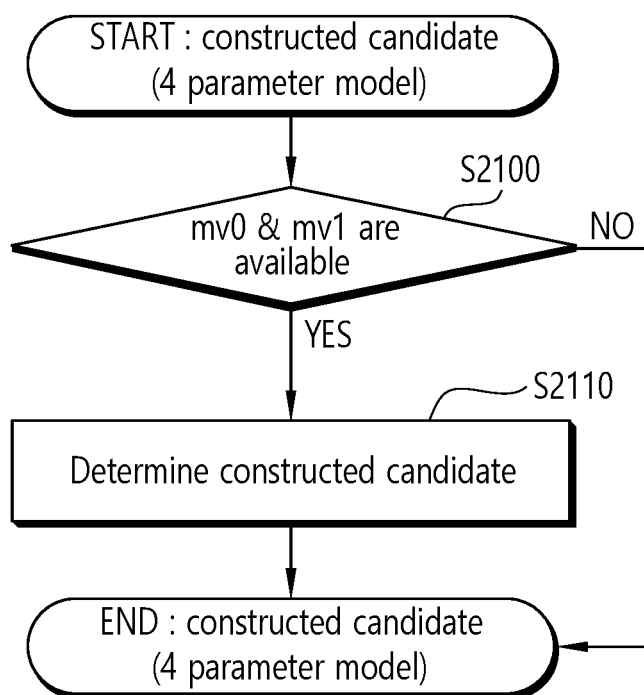 START : constructed candidate
(4 parameter model)
S2100
mv0 & mv1 are
available
NO
YES
S2110
Determine constructed candidate
END : constructed candidate
(4 parameter model)